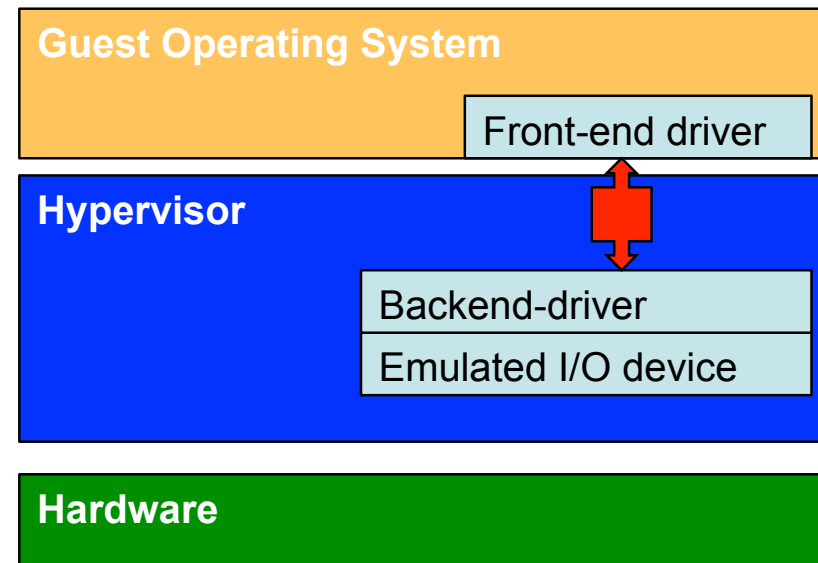 Guest Operating System
Front-end driver
Hypervisor
Backend-driver
Emulated I/O device
Hardware